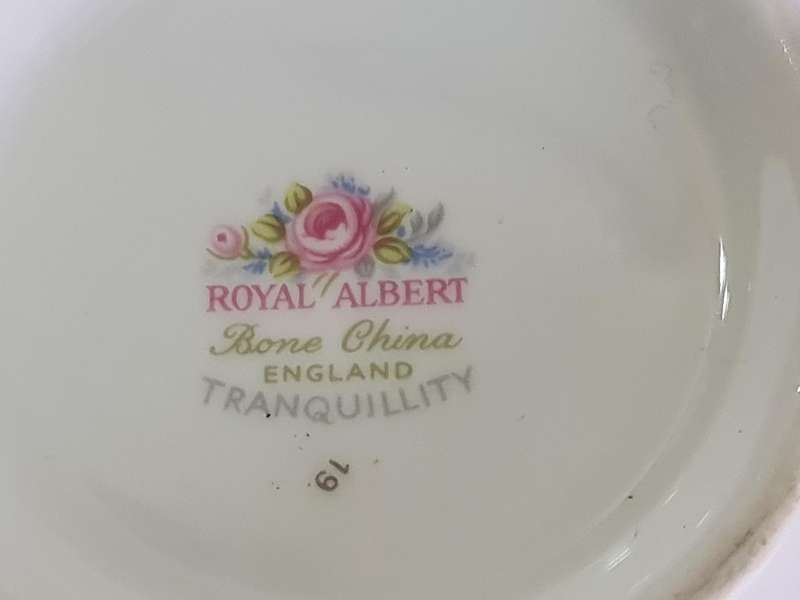 ROYAL ALBERT
Bone China
ENGLAND
TRANQUILLITY
19